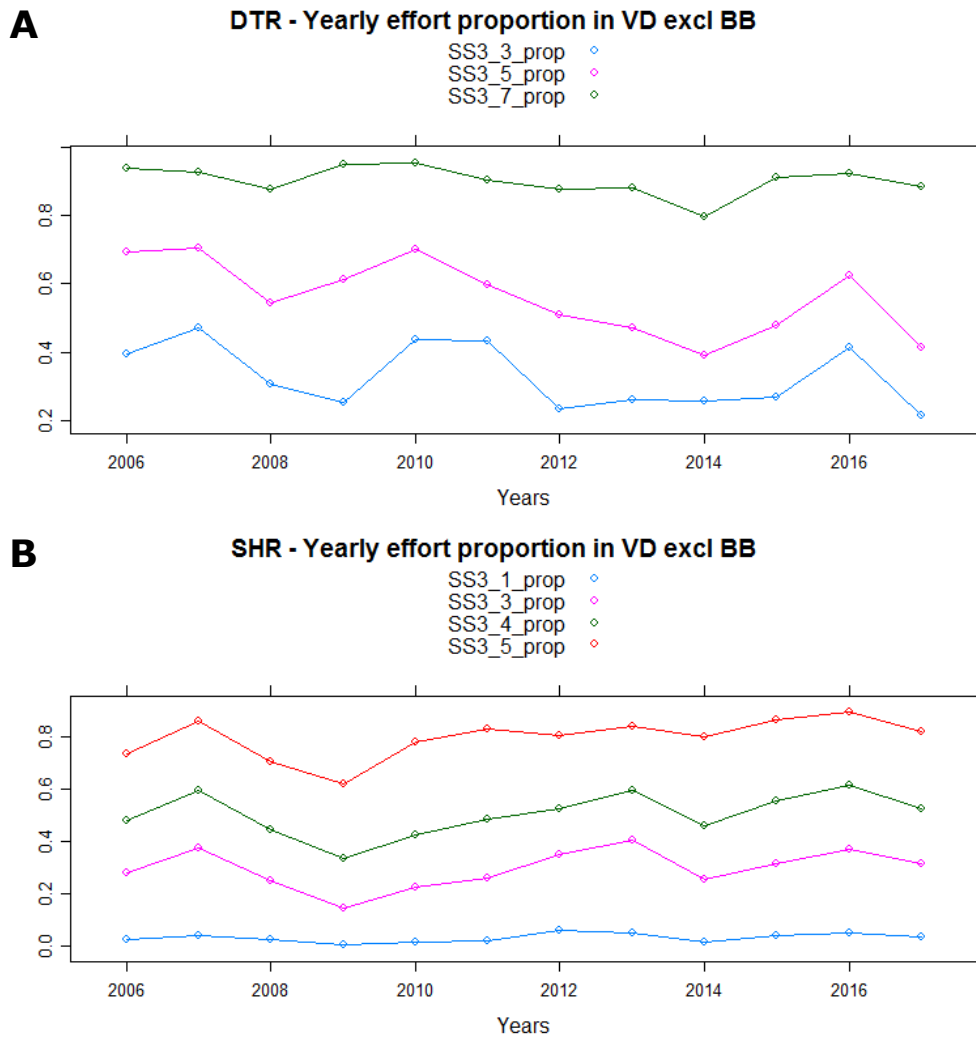 A
DTR - Yearly effort proportion in VD excl BB
SS3_3_prop
SS3_5_prop
SS3_7_prop
0.8
0.6
0.4
0.2
2006 2008 2010 2012 2014 2016
Years
B
SHR - Yearly effort proportion in VD excl BB
SS3_1_prop
SS3_3_prop
SS3_4_prop
SS3_5_prop
0.8
0.6
0.4
0.2
0.0
2006 2008 2010 2012 2014 2016
Years